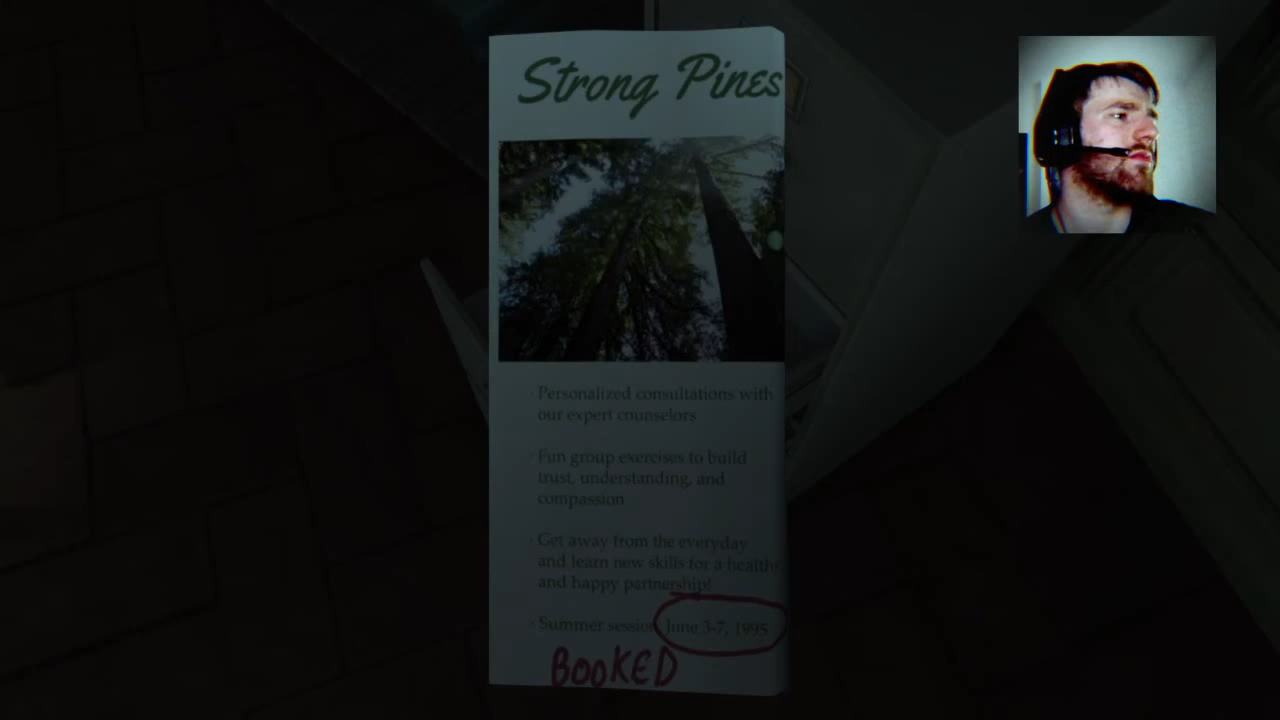 Strong Pines
· Personalized consultations with
our expert counselors
· Fun group exercises to build
trust, understanding, and
compassion
· Get away from the everyday
and learn new skills for a healthy
and happy partnership!
· Summer session June 3-7, 1995
BOOKED